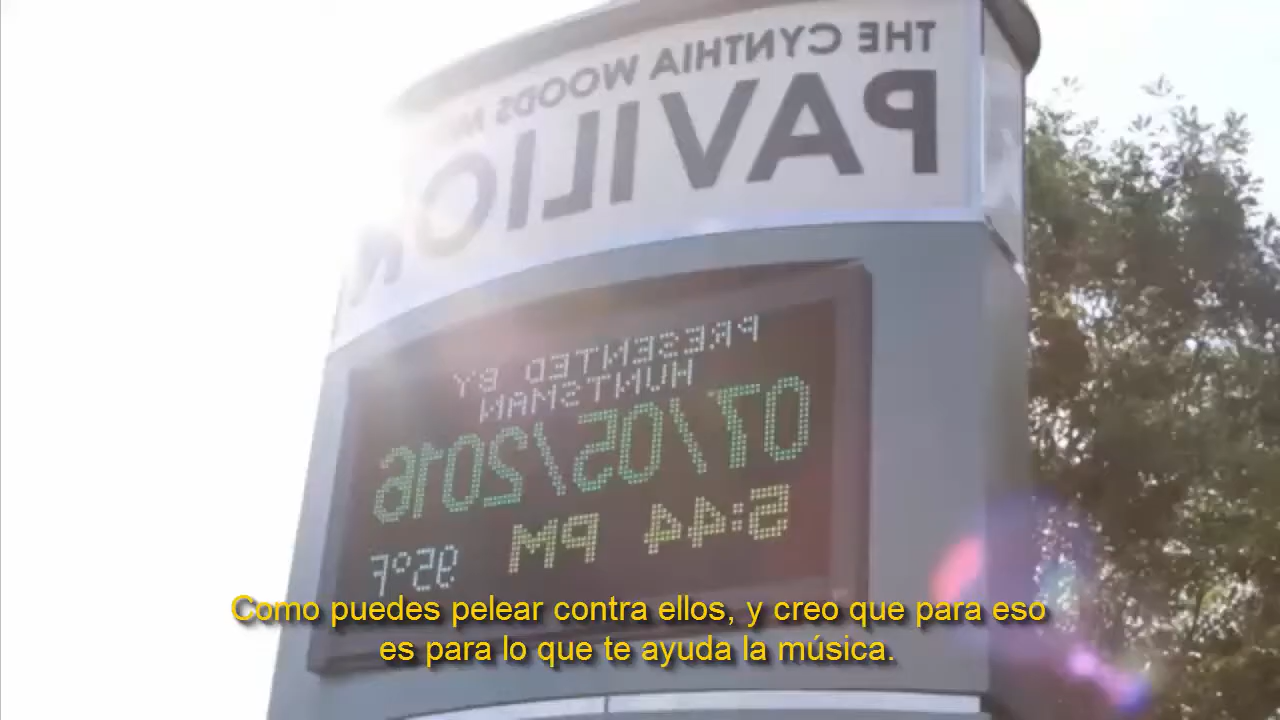 THE CYNTHIA WOODS
PAVILION
PRESENTED BY
HUNTSMAN
07/05/2016
5:44 PM
95°F
Como puedes pelear contra ellos, y creo que para eso
es para lo que te ayuda la música.